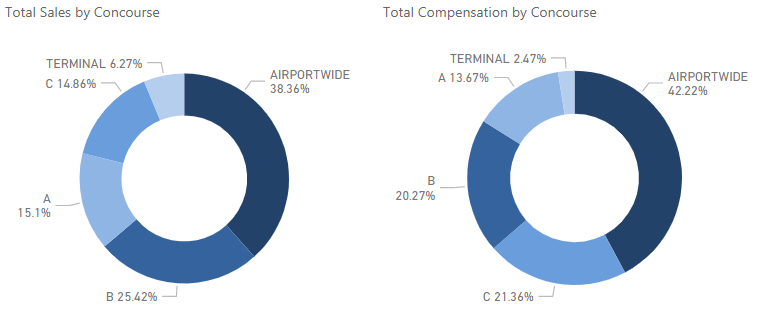 Total Sales by Concourse
TERMINAL 6.27%
C 14.86%
AIRPORTWIDE
38.36%
A
15.1%
B 25.42%
Total Compensation by Concourse
TERMINAL 2.47%
A 13.67%
AIRPORTWIDE
42.22%
B
20.27%
C 21.36%